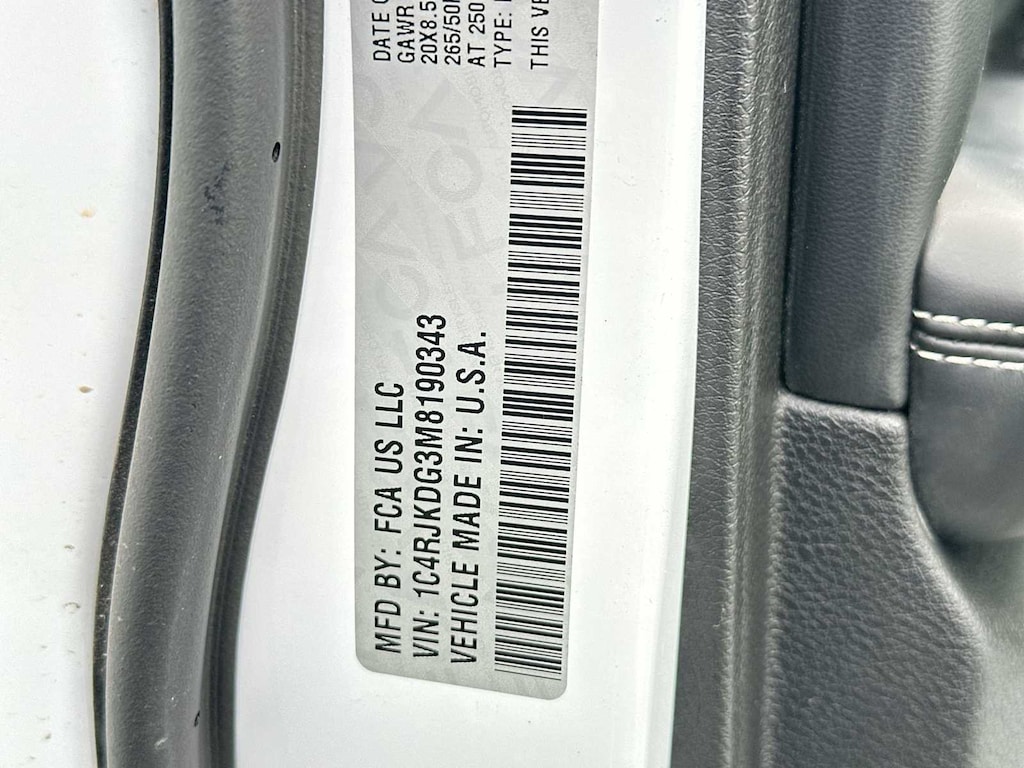 MFD BY: FCA US LLC
VIN: 1C4RJKDG3M8190343
VEHICLE MADE IN: U.S.A.
DATE O
GAWR
20X8.5
265/50
AT 250
TYPE:
THIS VE